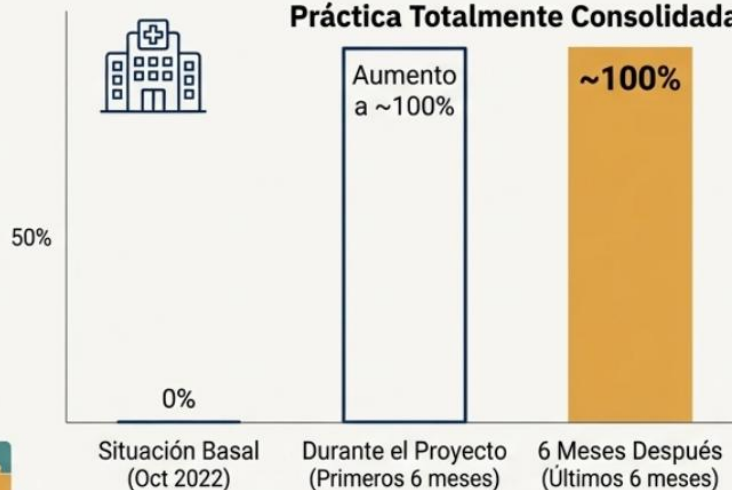 Práctica Totalmente Consolidada
Aumento
a ~100%
~100%
50%
0%
Situación Basal
(Oct 2022)
Durante el Proyecto
(Primeros 6 meses)
6 Meses Después
(Últimos 6 meses)